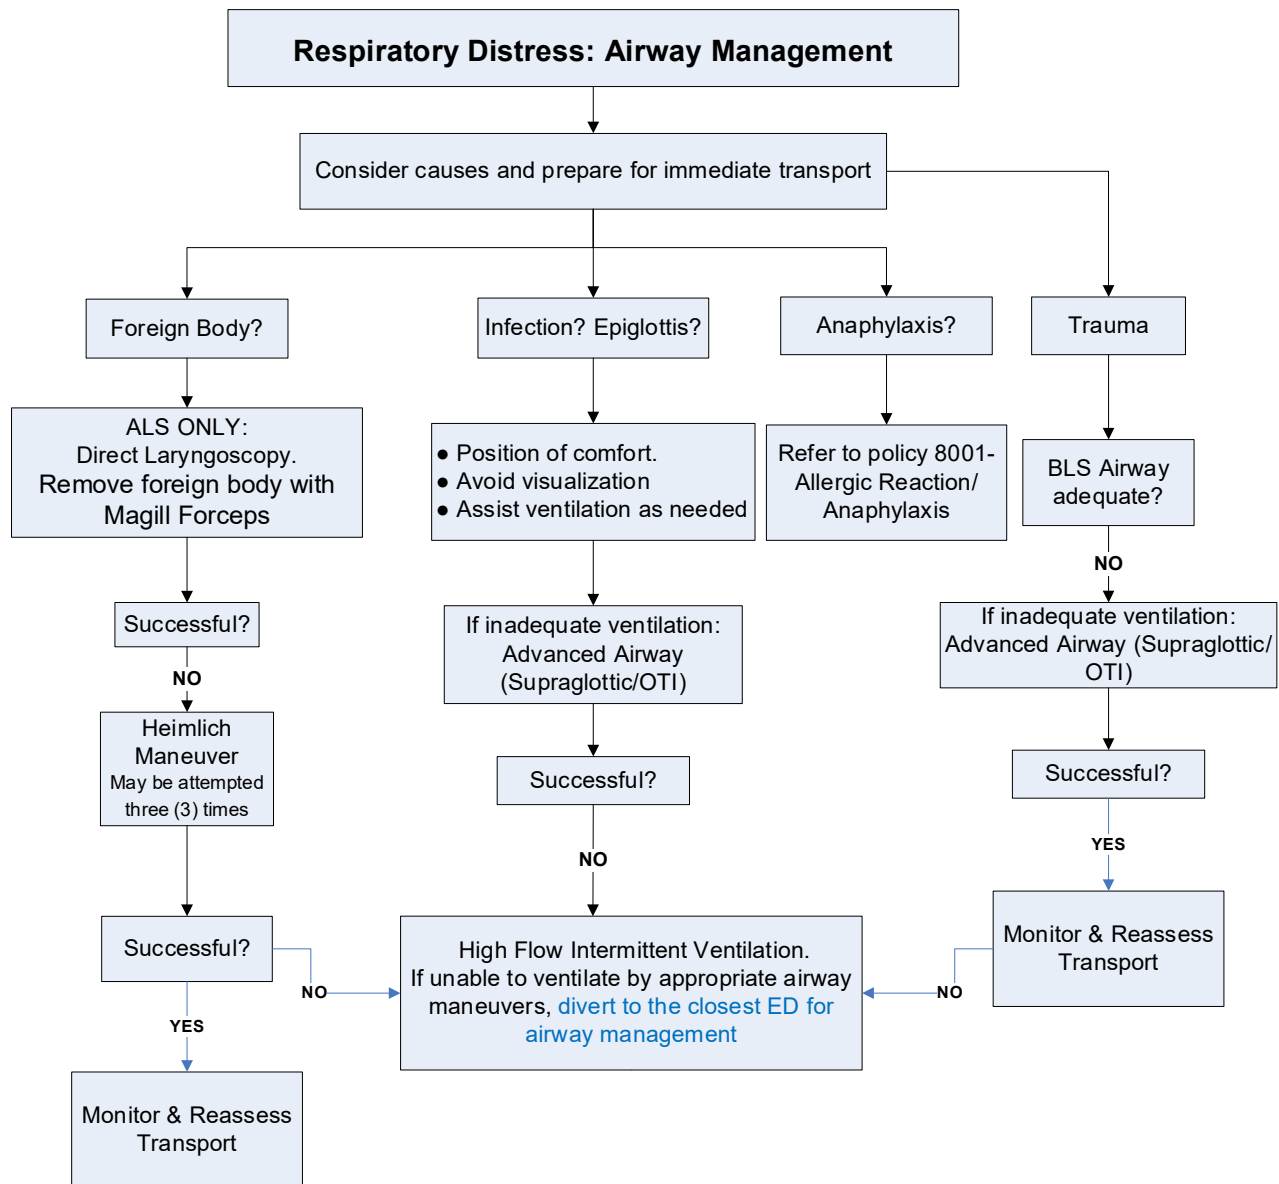 Respiratory Distress: Airway Management
Consider causes and prepare for immediate transport
Foreign Body?
Infection? Epiglottis?
Anaphylaxis?
Trauma
ALS ONLY:
Direct Laryngoscopy.
Remove foreign body with
Magill Forceps
● Position of comfort.
● Avoid visualization
● Assist ventilation as needed
Refer to policy 8001-
Allergic Reaction/
Anaphylaxis
BLS Airway
adequate?
NO
Successful?
If inadequate ventilation:
Advanced Airway
(Supraglottic/OTI)
If inadequate ventilation:
Advanced Airway (Supraglottic/
OTI)
NO
Heimlich
Maneuver
May be attempted
three (3) times
Successful?
Successful?
NO
YES
Successful?
NO
High Flow Intermittent Ventilation.
If unable to ventilate by appropriate airway
maneuvers, divert to the closest ED for
airway management
NO
Monitor & Reassess
Transport
YES
Monitor & Reassess
Transport